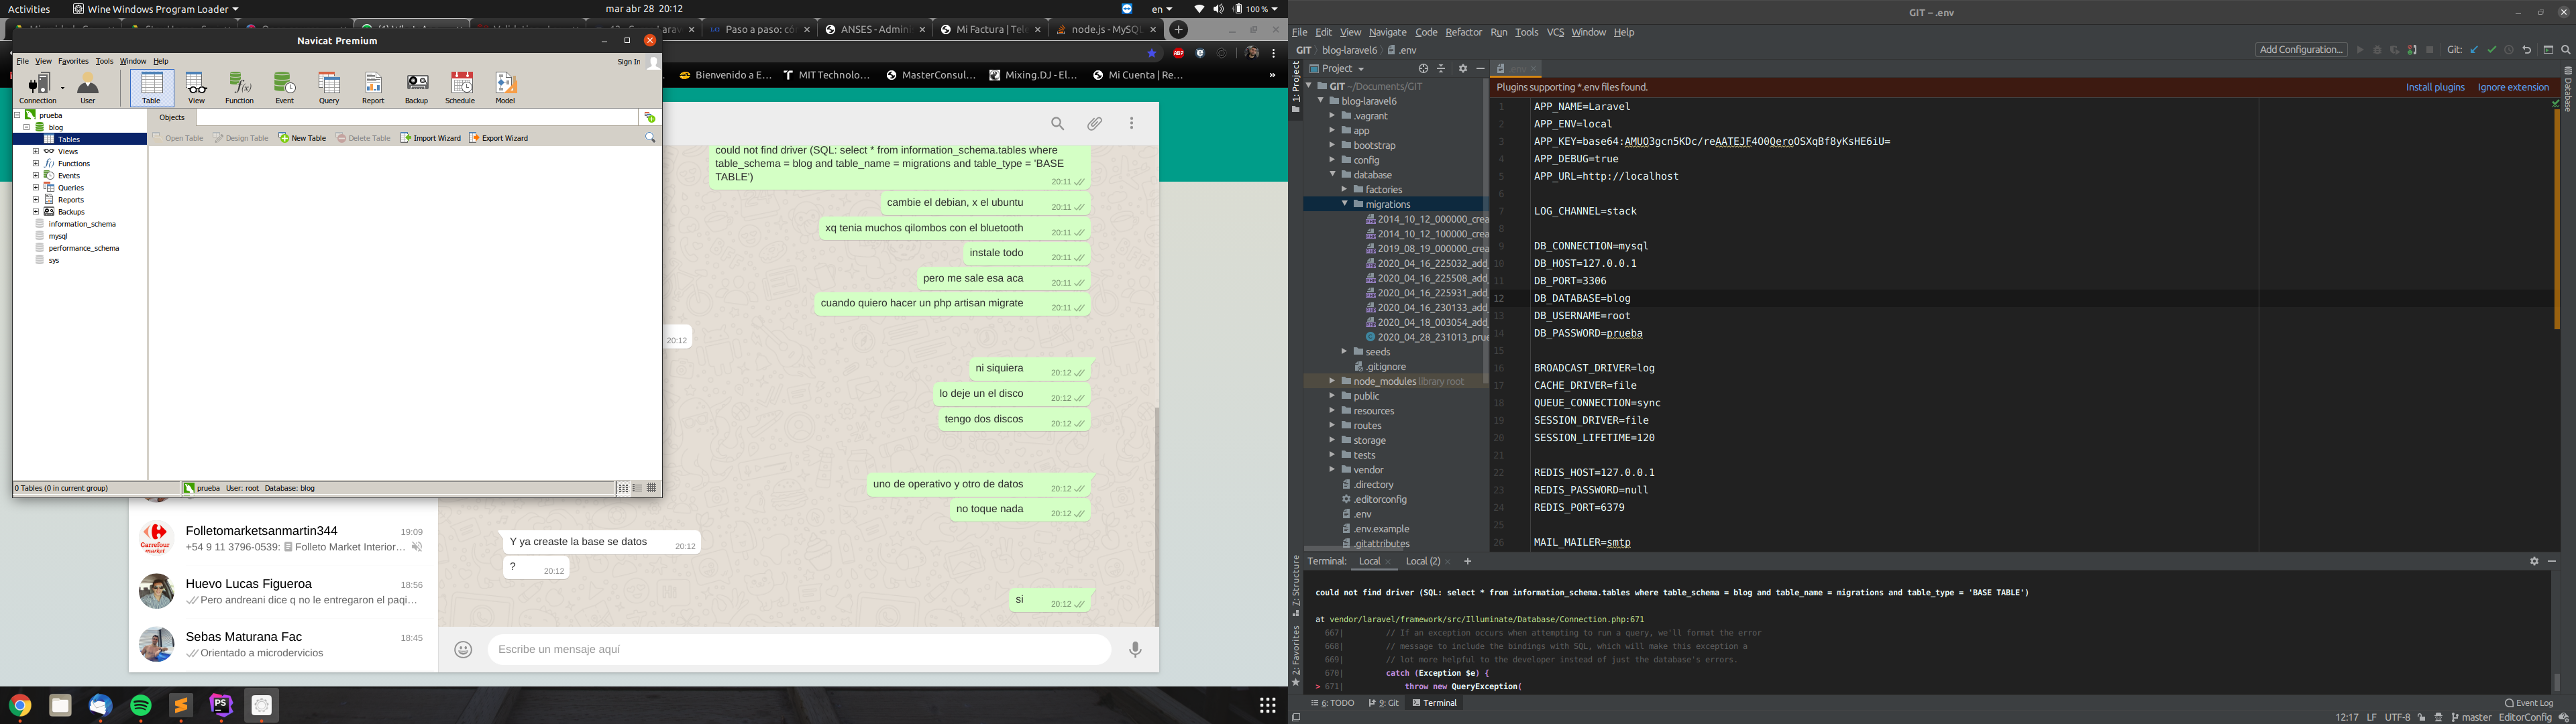 Activities
Wine Windows Program Loader
mar abr 28 20:12
en
100 %
Navicat Premium
File View Favorites Tools Window Help
Sign In
Connection
User
Table
View
Function
Event
Query
Report
Backup
Schedule
Model
prueba
blog
Tables
Views
Functions
Events
Queries
Reports
Backups
information_schema
mysql
performance_schema
sys
Objects
Open Table
Design Table
New Table
Delete Table
Import Wizard
Export Wizard
0 Tables (0 in current group)
prueba User: root Database: blog
Paso a paso: có
ANSES - Admini
Mi Factura | Tele
node.js - MySQL
Bienvenido a E...
MIT Technolo...
MasterConsul...
Mixing.DJ - El...
Mi Cuenta | Re...
could not find driver (SQL: select * from information_schema.tables where
table_schema = blog and table_name = migrations and table_type = 'BASE
TABLE')
20:11
cambie el debian, x el ubuntu
20:11
xq tenia muchos qilombos con el bluetooth
20:11
instale todo
20:11
pero me sale esa aca
20:11
cuando quiero hacer un php artisan migrate
20:11
20:12
ni siquiera
20:12
lo deje un el disco
20:12
tengo dos discos
20:12
uno de operativo y otro de datos
20:12
no toque nada
20:12
Y ya creaste la base se datos
20:12
?
20:12
si
20:12
Escribe un mensaje aquí
Folletomarketsanmartin344
19:09
+54 9 11 3796-0539: Folleto Market Interior...
Huevo Lucas Figueroa
18:56
Pero andreani dice q no le entregaron el paqi...
Sebas Maturana Fac
18:45
Orientado a microdervicios
Carrefour
market
GIT – .env
File Edit View Navigate Code Refactor Run Tools VCS Window Help
GIT
blog-laravel6
.env
Add Configuration...
Git:
1: Project
Project
GIT ~/Documents/GIT
blog-laravel6
.vagrant
app
bootstrap
config
database
factories
migrations
2014_10_12_000000_crea
2014_10_12_100000_crea
2019_08_19_000000_crea
2020_04_16_225032_add_
2020_04_16_225508_add_
2020_04_16_225931_add_
2020_04_16_230133_add_
2020_04_18_003054_add_
2020_04_28_231013_prue
seeds
.gitignore
node_modules library root
public
resources
routes
storage
tests
vendor
.directory
.editorconfig
.env
.env.example
.gitattributes
.env
Plugins supporting *.env files found.
Install plugins
Ignore extension
Database
1 APP_NAME=Laravel
2 APP_ENV=local
3 APP_KEY=base64:AMUO3gcn5KDc/reAATEJF4O0QeroOSXqBf8yKsHE6iU=
4 APP_DEBUG=true
5 APP_URL=http://localhost
6
7 LOG_CHANNEL=stack
8
9 DB_CONNECTION=mysql
10 DB_HOST=127.0.0.1
11 DB_PORT=3306
12 DB_DATABASE=blog
13 DB_USERNAME=root
14 DB_PASSWORD=prueba
15
16 BROADCAST_DRIVER=log
17 CACHE_DRIVER=file
18 QUEUE_CONNECTION=sync
19 SESSION_DRIVER=file
20 SESSION_LIFETIME=120
22 REDIS_HOST=127.0.0.1
23 REDIS_PASSWORD=null
24 REDIS_PORT=6379
25
26 MAIL_MAILER=smtp
Terminal: Local Local (2)
7: Structure
2: Favorites
could not find driver (SQL: select * from information_schema.tables where table_schema = blog and table_name = migrations and table_type = 'BASE TABLE')
at vendor/laravel/framework/src/Illuminate/Database/Connection.php:671
667| // If an exception occurs when attempting to run a query, we'll format the error
668| // message to include the bindings with SQL, which will make this exception a
669| // lot more helpful to the developer instead of just the database's errors.
670| catch (Exception $e) {
> 671| throw new QueryException(
6: TODO
9: Git
Terminal
Event Log
12:17 LF UTF-8
master
EditorConfig